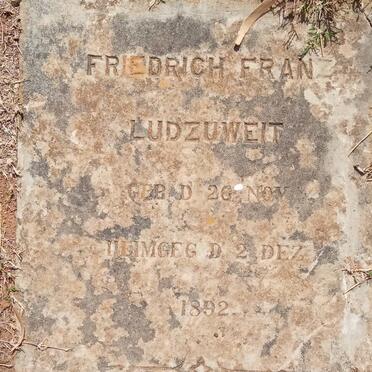 FRIEDRICH FRANZ
LUDZUWEIT
GEB D 26 NOV
HEIMGEG D 2 DEZ
1892